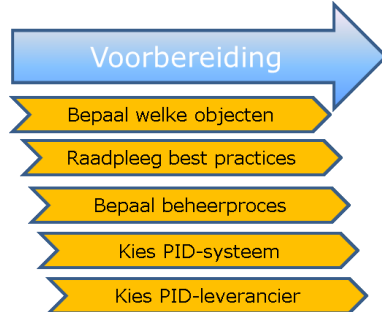 Voorbereiding
Bepaal welke objecten
Raadpleeg best practices
Bepaal beheerproces
Kies PID-systeem
Kies PID-leverancier